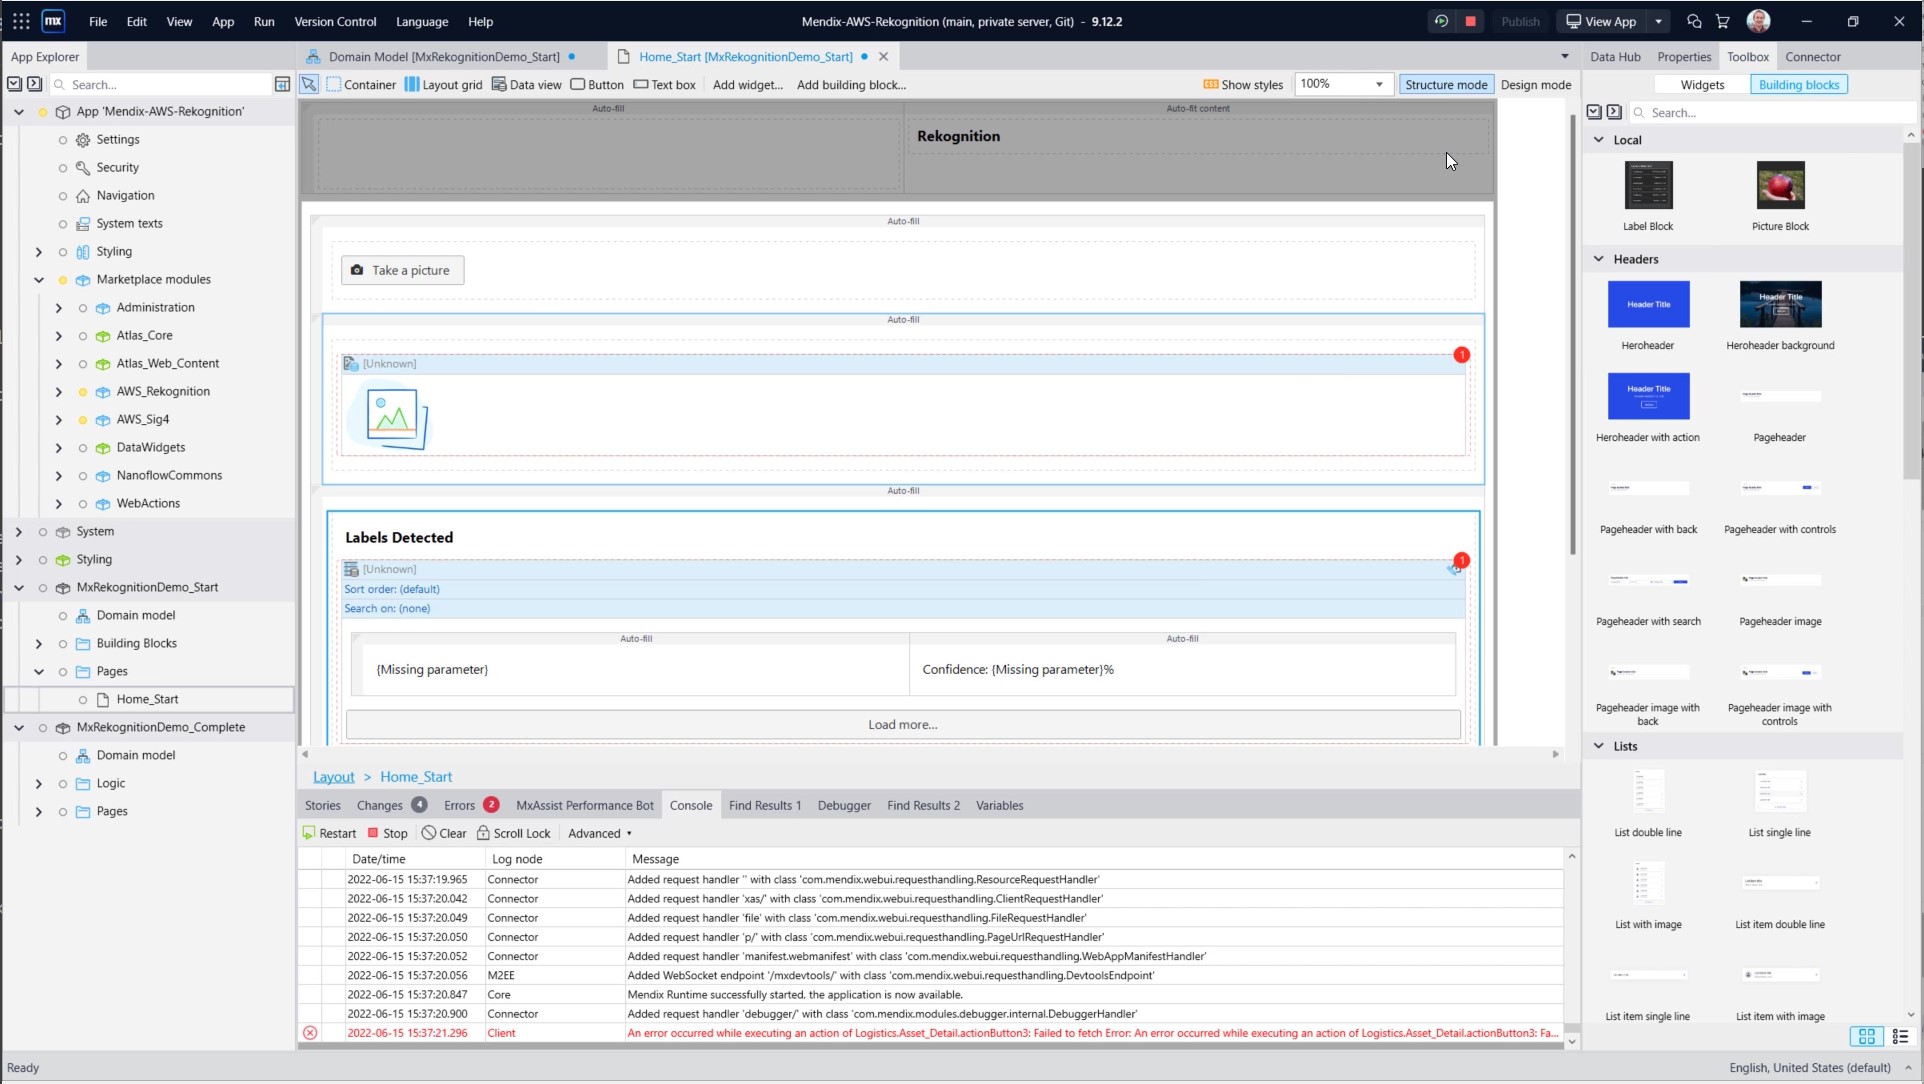 mx File Edit View App Run Version Control Language Help Mendix-AWS-Rekognition (main, private server, Git) - 9.12.2 Publish View App
App Explorer Domain Model [MxRekognitionDemo_Start] Home_Start [MxRekognitionDemo_Start] Data Hub Properties Toolbox Connector
Search... Container Layout grid Data view Button Text box Add widget... Add building block... Show styles 100% Structure mode Design mode Widgets Building blocks
App 'Mendix-AWS-Rekognition'
Settings
Security
Navigation
System texts
Styling
Marketplace modules
Administration
Atlas_Core
Atlas_Web_Content
AWS_Rekognition
AWS_Sig4
DataWidgets
NanoflowCommons
WebActions
System
Styling
MxRekognitionDemo_Start
Domain model
Building Blocks
Pages
Home_Start
MxRekognitionDemo_Complete
Domain model
Logic
Pages
Auto-fill Auto-fit content
Rekognition
Auto-fill
Take a picture
Auto-fill
[Unknown] 1
Auto-fill
Labels Detected
[Unknown] 1
Sort order: (default)
Search on: (none)
Auto-fill Auto-fill
{Missing parameter} Confidence: {Missing parameter}%
Load more...
Layout > Home_Start
Stories Changes 4 Errors 2 MxAssist Performance Bot Console Find Results 1 Debugger Find Results 2 Variables
Restart Stop Clear Scroll Lock Advanced
Date/time Log node Message
2022-06-15 15:37:19.965 Connector Added request handler '' with class 'com.mendix.webui.requesthandling.ResourceRequestHandler'
2022-06-15 15:37:20.042 Connector Added request handler 'xas/' with class 'com.mendix.webui.requesthandling.ClientRequestHandler'
2022-06-15 15:37:20.049 Connector Added request handler 'file' with class 'com.mendix.webui.requesthandling.FileRequestHandler'
2022-06-15 15:37:20.050 Connector Added request handler 'p/' with class 'com.mendix.webui.requesthandling.PageUrlRequestHandler'
2022-06-15 15:37:20.052 Connector Added request handler 'manifest.webmanifest' with class 'com.mendix.webui.requesthandling.WebAppManifestHandler'
2022-06-15 15:37:20.056 M2EE Added WebSocket endpoint '/mxdevtools/' with class 'com.mendix.webui.requesthandling.DevtoolsEndpoint'
2022-06-15 15:37:20.847 Core Mendix Runtime successfully started, the application is now available.
2022-06-15 15:37:20.900 Connector Added request handler 'debugger/' with class 'com.mendix.modules.debugger.internal.DebuggerHandler'
2022-06-15 15:37:21.296 Client An error occurred while executing an action of Logistics.Asset_Detail.actionButton3: Failed to fetch Error: An error occurred while executing an action of Logistics.Asset_Detail.actionButton3: Fa...
Search...
Local
Label Block Picture Block
Headers
Header Title Header Title
Heroheader Heroheader background
Header Title
Heroheader with action Pageheader
Pageheader with back Pageheader with controls
Pageheader with search Pageheader image
Pageheader image with back Pageheader image with controls
Lists
List double line List single line
List with image List item double line
List item single line List item with image
Ready English, United States (default)